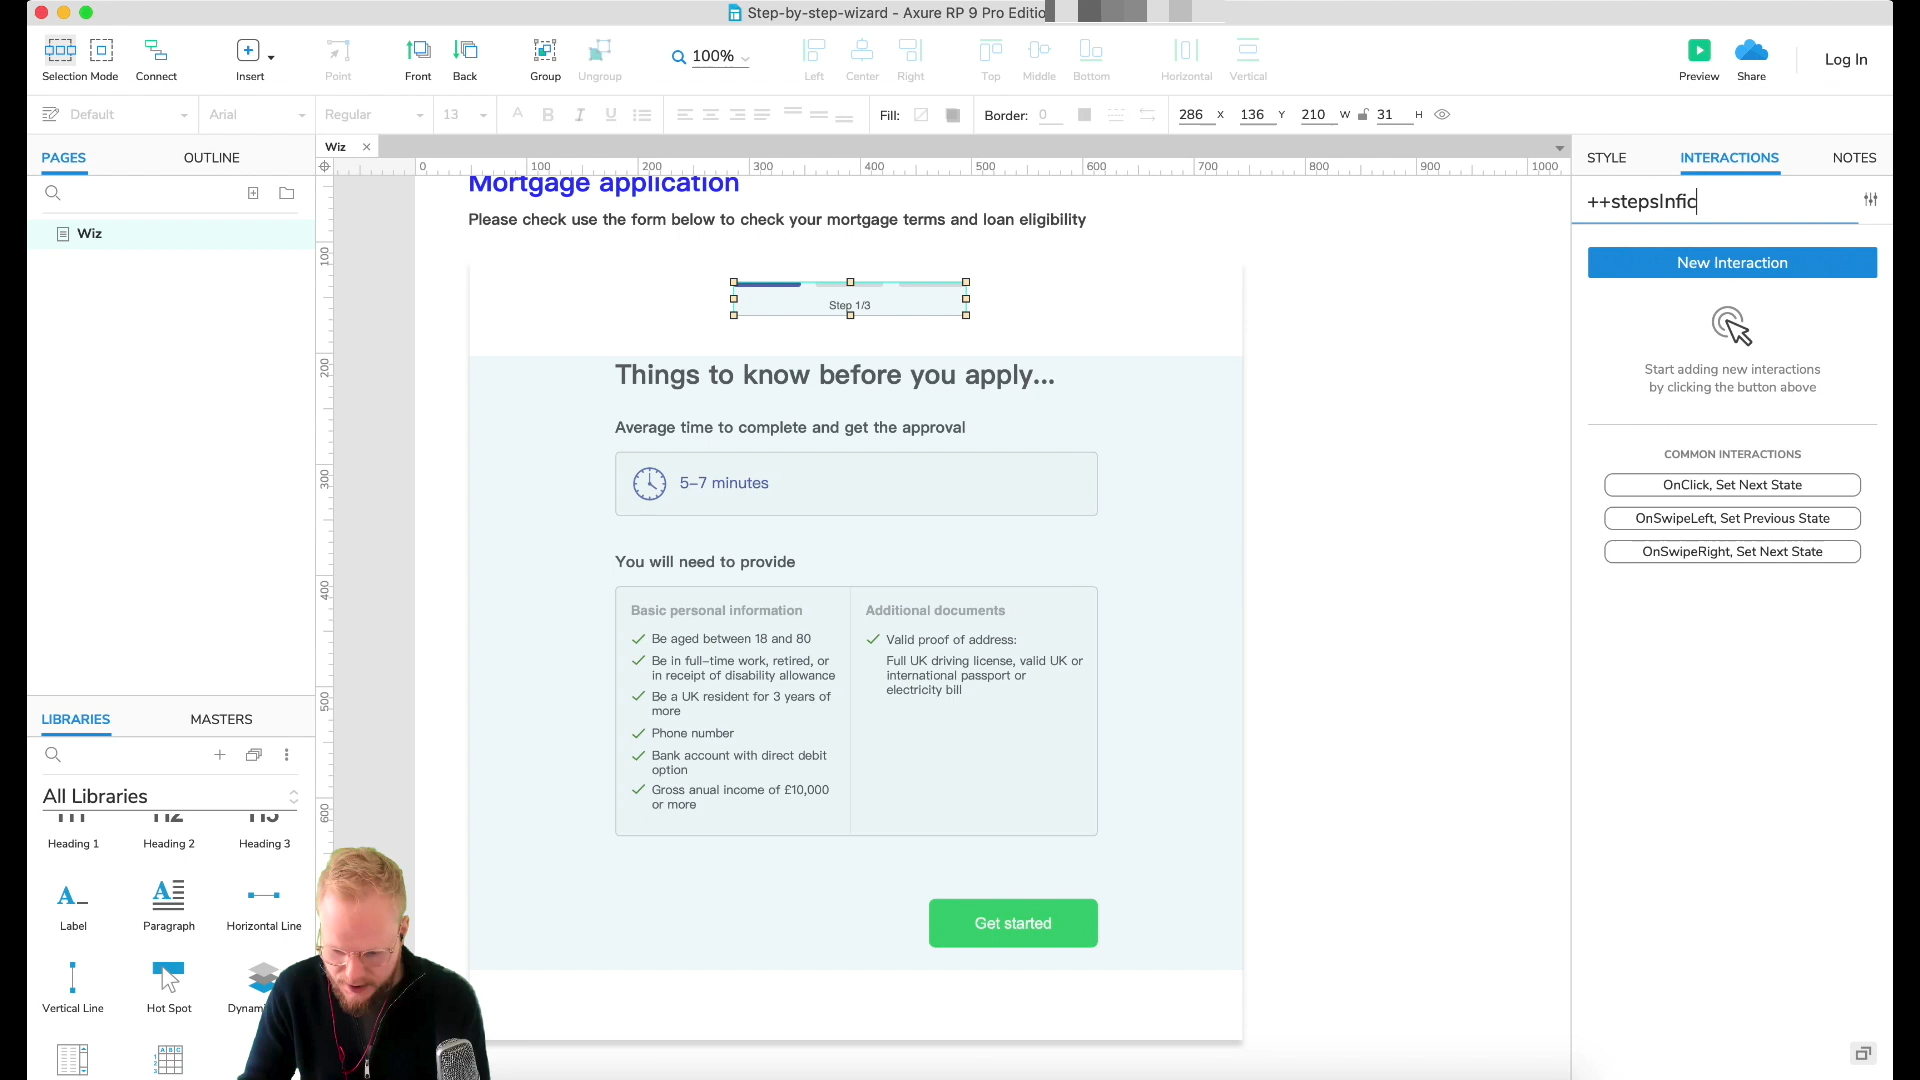 Step-by-step-wizard - Axure RP 9 Pro Editio
Selection Mode
Connect
Insert
Point
Front
Back
Group
Ungroup
100%
Left
Center
Right
Top
Middle
Bottom
Horizontal
Vertical
Preview
Share
Log In
Default
Arial
Regular
13
Fill:
Border: 0
286 X
136 Y
210 W
31 H
PAGES
OUTLINE
Wiz
Wiz
0 100 200 300 400 500 600 700 800 900 1000
100
200
300
400
500
600
STYLE
INTERACTIONS
NOTES
Mortgage application
Please check use the form below to check your mortgage terms and loan eligibility
Step 1/3
Things to know before you apply...
Average time to complete and get the approval
5–7 minutes
You will need to provide
Basic personal information
Be aged between 18 and 80
Be in full–time work, retired, or
in receipt of disability allowance
Be a UK resident for 3 years of
more
Phone number
Bank account with direct debit
option
Gross anual income of £10,000
or more
Additional documents
Valid proof of address:
Full UK driving license, valid UK or
international passport or
electricity bill
Get started
++stepsInfic
New Interaction
Start adding new interactions
by clicking the button above
COMMON INTERACTIONS
OnClick, Set Next State
OnSwipeLeft, Set Previous State
OnSwipeRight, Set Next State
LIBRARIES
MASTERS
All Libraries
Heading 1
Heading 2
Heading 3
Label
Paragraph
Horizontal Line
Vertical Line
Hot Spot